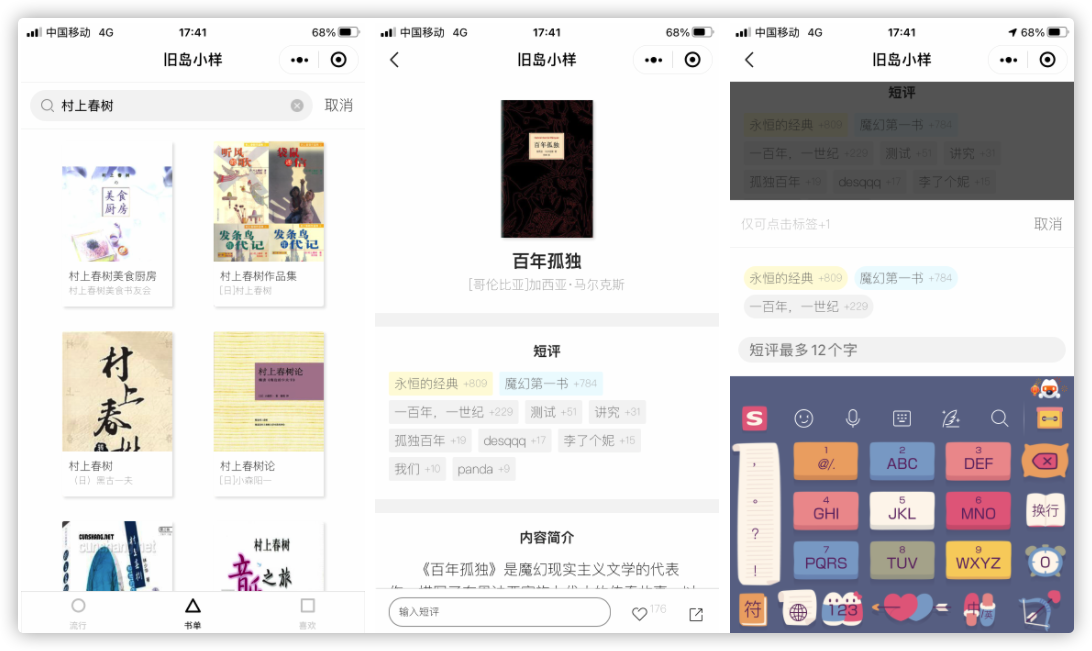 中国移动 4G 17:41 68%
旧岛小样
村上春树 取消
美食
厨房
村上春树美食厨房
村上春树美食书友会
听风
歌
袋鼠
发条鸟 发条鸟
代记 代记
村上春树作品集
[日]村上春树
村
上
春
村上春树
（日）黑古一夫
村上春树论
村上春树论
[日]小森阳一
CUNSHANG.NET
村上春树
音乐之旅
流行 书单 喜欢
中国移动 4G 17:41 68%
旧岛小样
百年孤独
百年孤独
[哥伦比亚]加西亚·马尔克斯
短评
永恒的经典 +809 魔幻第一书 +784
一百年，一世纪 +229 测试 +51 讲究 +31
孤独百年 +19 desqqq +17 李了个妮 +15
我们 +10 panda +9
内容简介
《百年孤独》是魔幻现实主义文学的代表
输入短评 176
中国移动 4G 17:41 68%
旧岛小样
短评
永恒的经典 +809 魔幻第一书 +784
一百年，一世纪 +229 测试 +51 讲究 +31
孤独百年 +19 desqqq +17 李了个妮 +15
仅可点击标签+1 取消
永恒的经典 +809 魔幻第一书 +784
一百年，一世纪 +229
短评最多12个字
S
， 1 @/. 2 ABC 3 DEF
。 4 GHI 5 JKL 6 MNO 换行
？ 7 PQRS 8 TUV 9 WXYZ 0
！
符 123 中/英